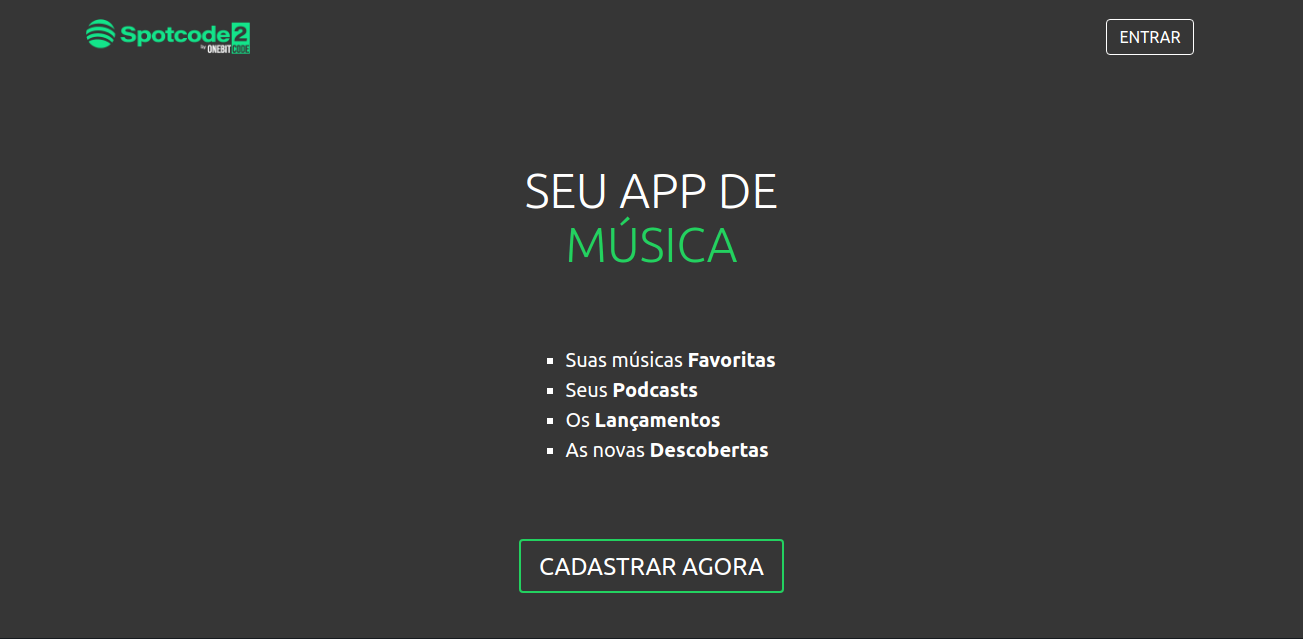 Spotcode2
by ONEBITCODE
ENTRAR
SEU APP DE
MÚSICA
Suas músicas Favoritas
Seus Podcasts
Os Lançamentos
As novas Descobertas
CADASTRAR AGORA